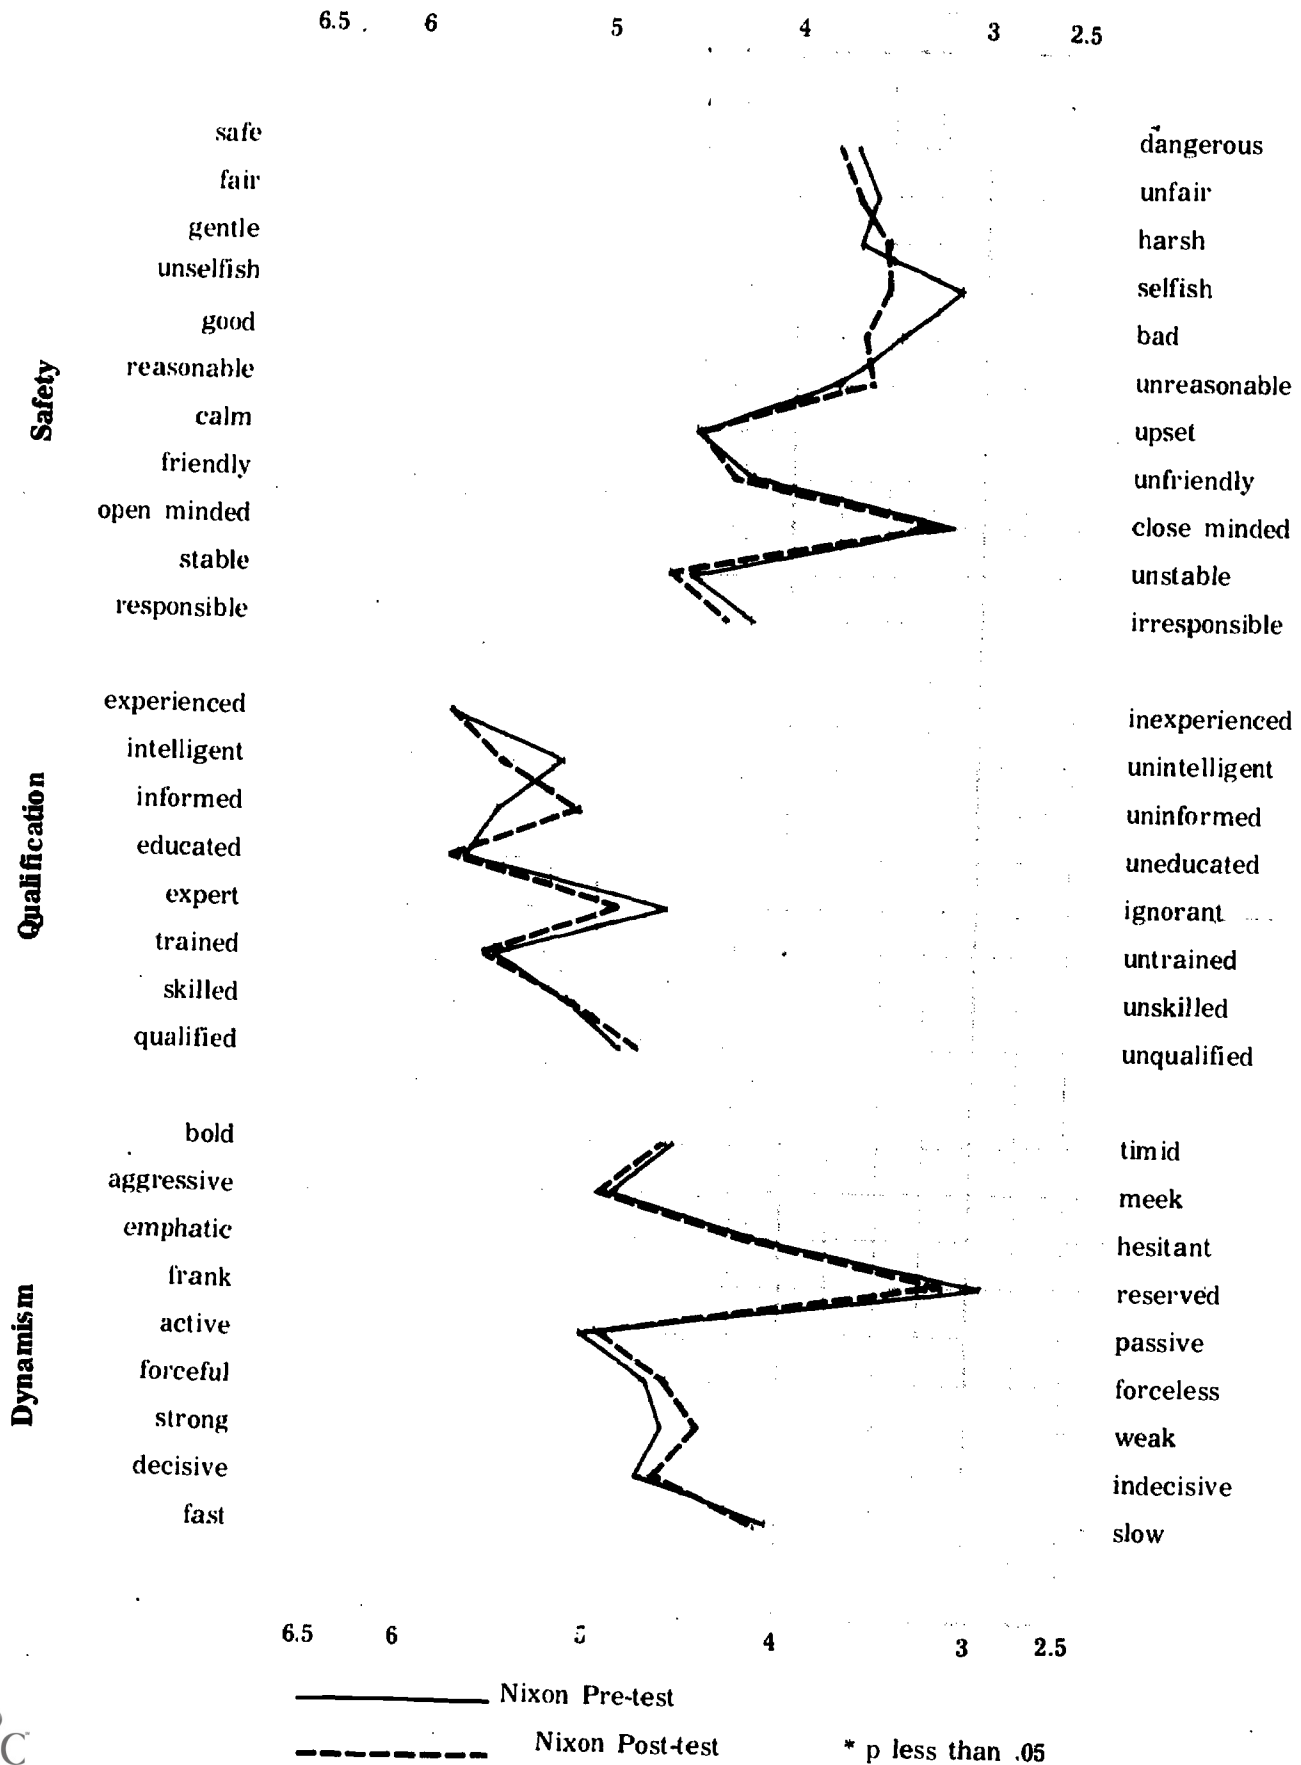 6.5 6 5 4 3 2.5
safe dangerous
fair unfair
gentle harsh
unselfish selfish
good bad
reasonable unreasonable
calm upset
friendly unfriendly
open minded close minded
stable unstable
responsible irresponsible
Safety
experienced inexperienced
intelligent unintelligent
informed uninformed
educated uneducated
expert ignorant
trained untrained
skilled unskilled
qualified unqualified
Qualification
bold timid
aggressive meek
emphatic hesitant
frank reserved
active passive
forceful forceless
strong weak
decisive indecisive
fast slow
Dynamism
6.5 6 5 4 3 2.5
Nixon Pre-test
Nixon Post-test * p less than .05
C